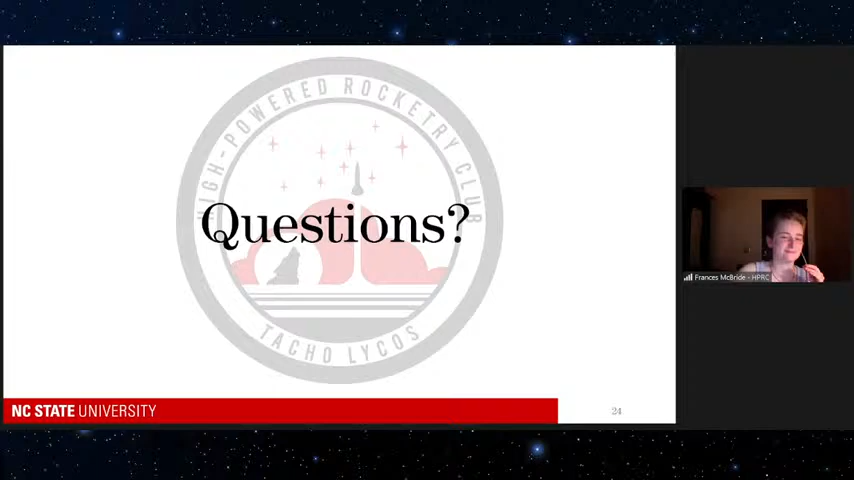 HIGH-POWERED ROCKETRY CLUB
Questions?
TACHO LYCOS
NC STATE UNIVERSITY
24
Frances McBride - HPRC